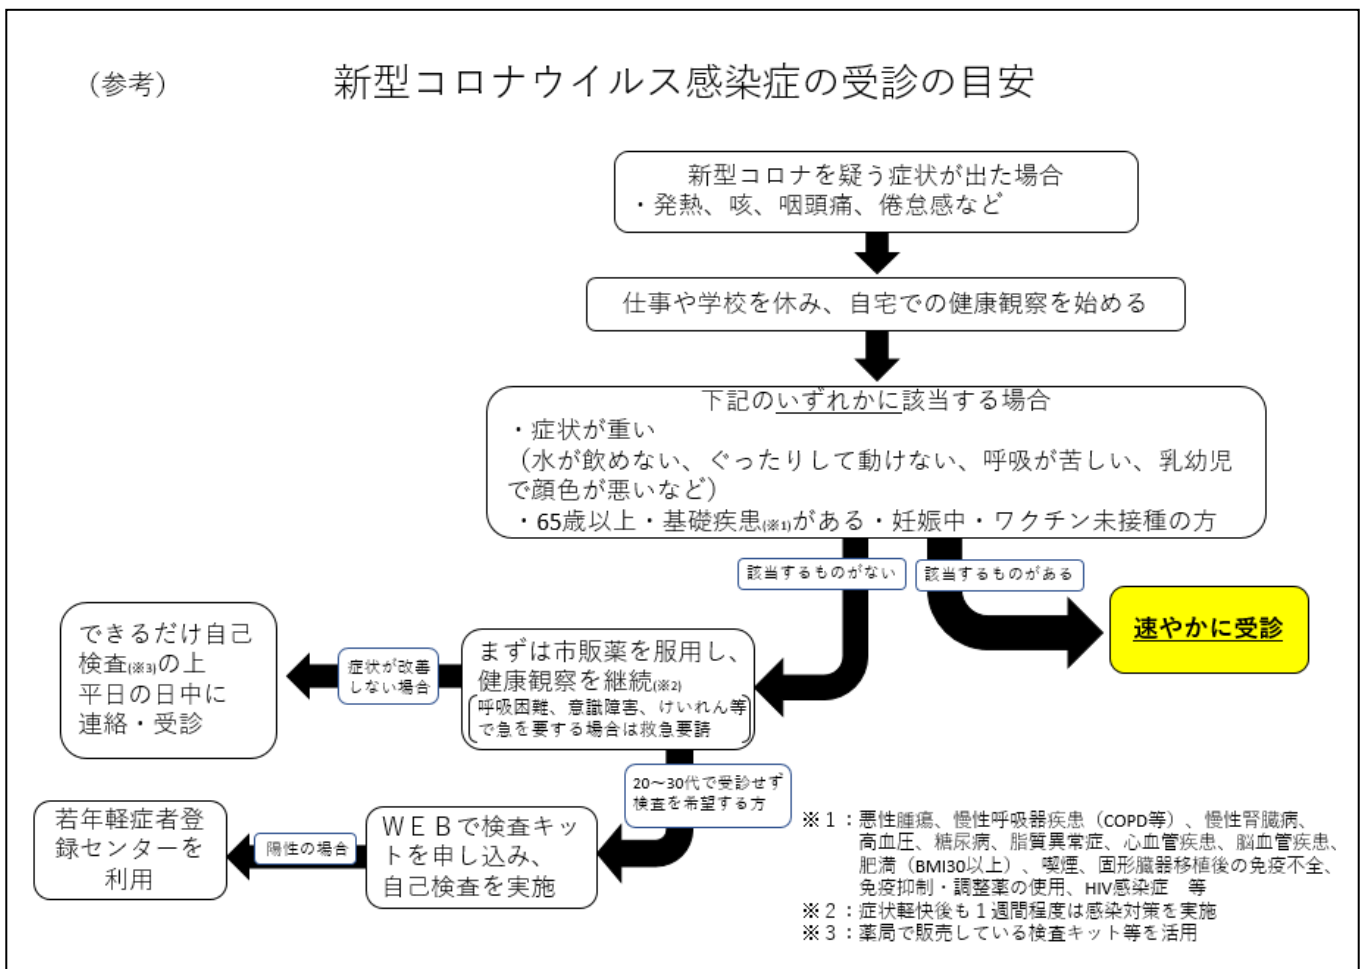 （参考）
新型コロナウイルス感染症の受診の目安
新型コロナを疑う症状が出た場合
・発熱、咳、咽頭痛、倦怠感など
仕事や学校を休み、自宅での健康観察を始める
下記のいずれかに該当する場合
・症状が重い
（水が飲めない、ぐったりして動けない、呼吸が苦しい、乳幼児
で顔色が悪いなど）
・65歳以上・基礎疾患(※1)がある・妊娠中・ワクチン未接種の方
該当するものがない
該当するものがある
速やかに受診
まずは市販薬を服用し、
健康観察を継続(※2)
呼吸困難、意識障害、けいれん等
で急を要する場合は救急要請
症状が改善
しない場合
できるだけ自己
検査(※3)の上
平日の日中に
連絡・受診
20～30代で受診せず
検査を希望する方
ＷＥＢで検査キッ
トを申し込み、
自己検査を実施
陽性の場合
若年軽症者登
録センターを
利用
※１：悪性腫瘍、慢性呼吸器疾患（COPD等）、慢性腎臓病、
高血圧、糖尿病、脂質異常症、心血管疾患、脳血管疾患、
肥満（BMI30以上）、喫煙、固形臓器移植後の免疫不全、
免疫抑制・調整薬の使用、HIV感染症　等
※２：症状軽快後も１週間程度は感染対策を実施
※３：薬局で販売している検査キット等を活用